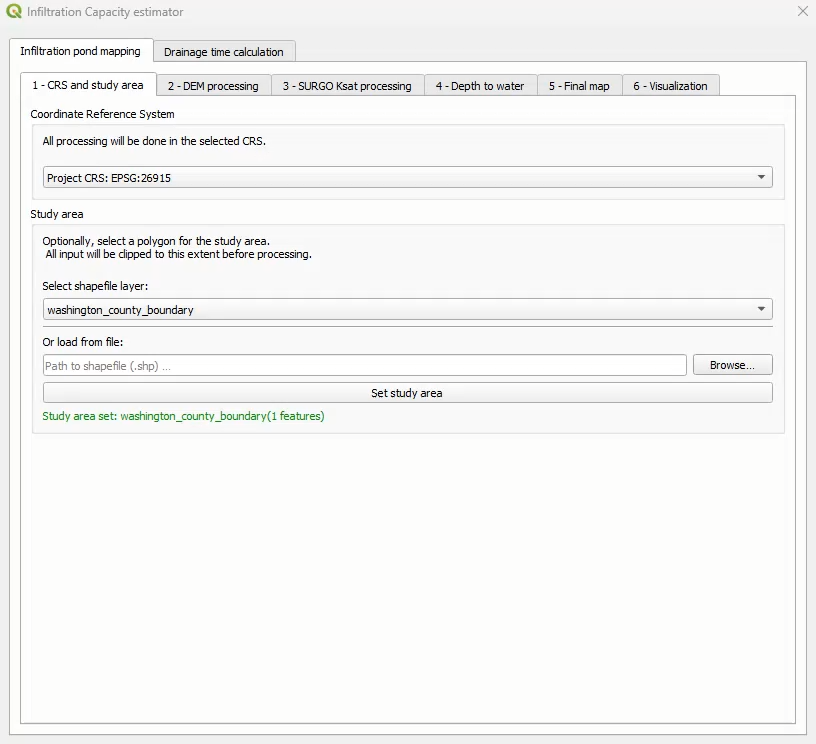 Infiltration Capacity estimator
Infiltration pond mapping
Drainage time calculation
1 - CRS and study area
2 - DEM processing
3 - SURGO Ksat processing
4 - Depth to water
5 - Final map
6 - Visualization
Coordinate Reference System
All processing will be done in the selected CRS.
Project CRS: EPSG:26915
Study area
Optionally, select a polygon for the study area.
All input will be clipped to this extent before processing.
Select shapefile layer:
washington_county_boundary
Or load from file:
Path to shapefile (.shp) ...
Browse...
Set study area
Study area set: washington_county_boundary(1 features)